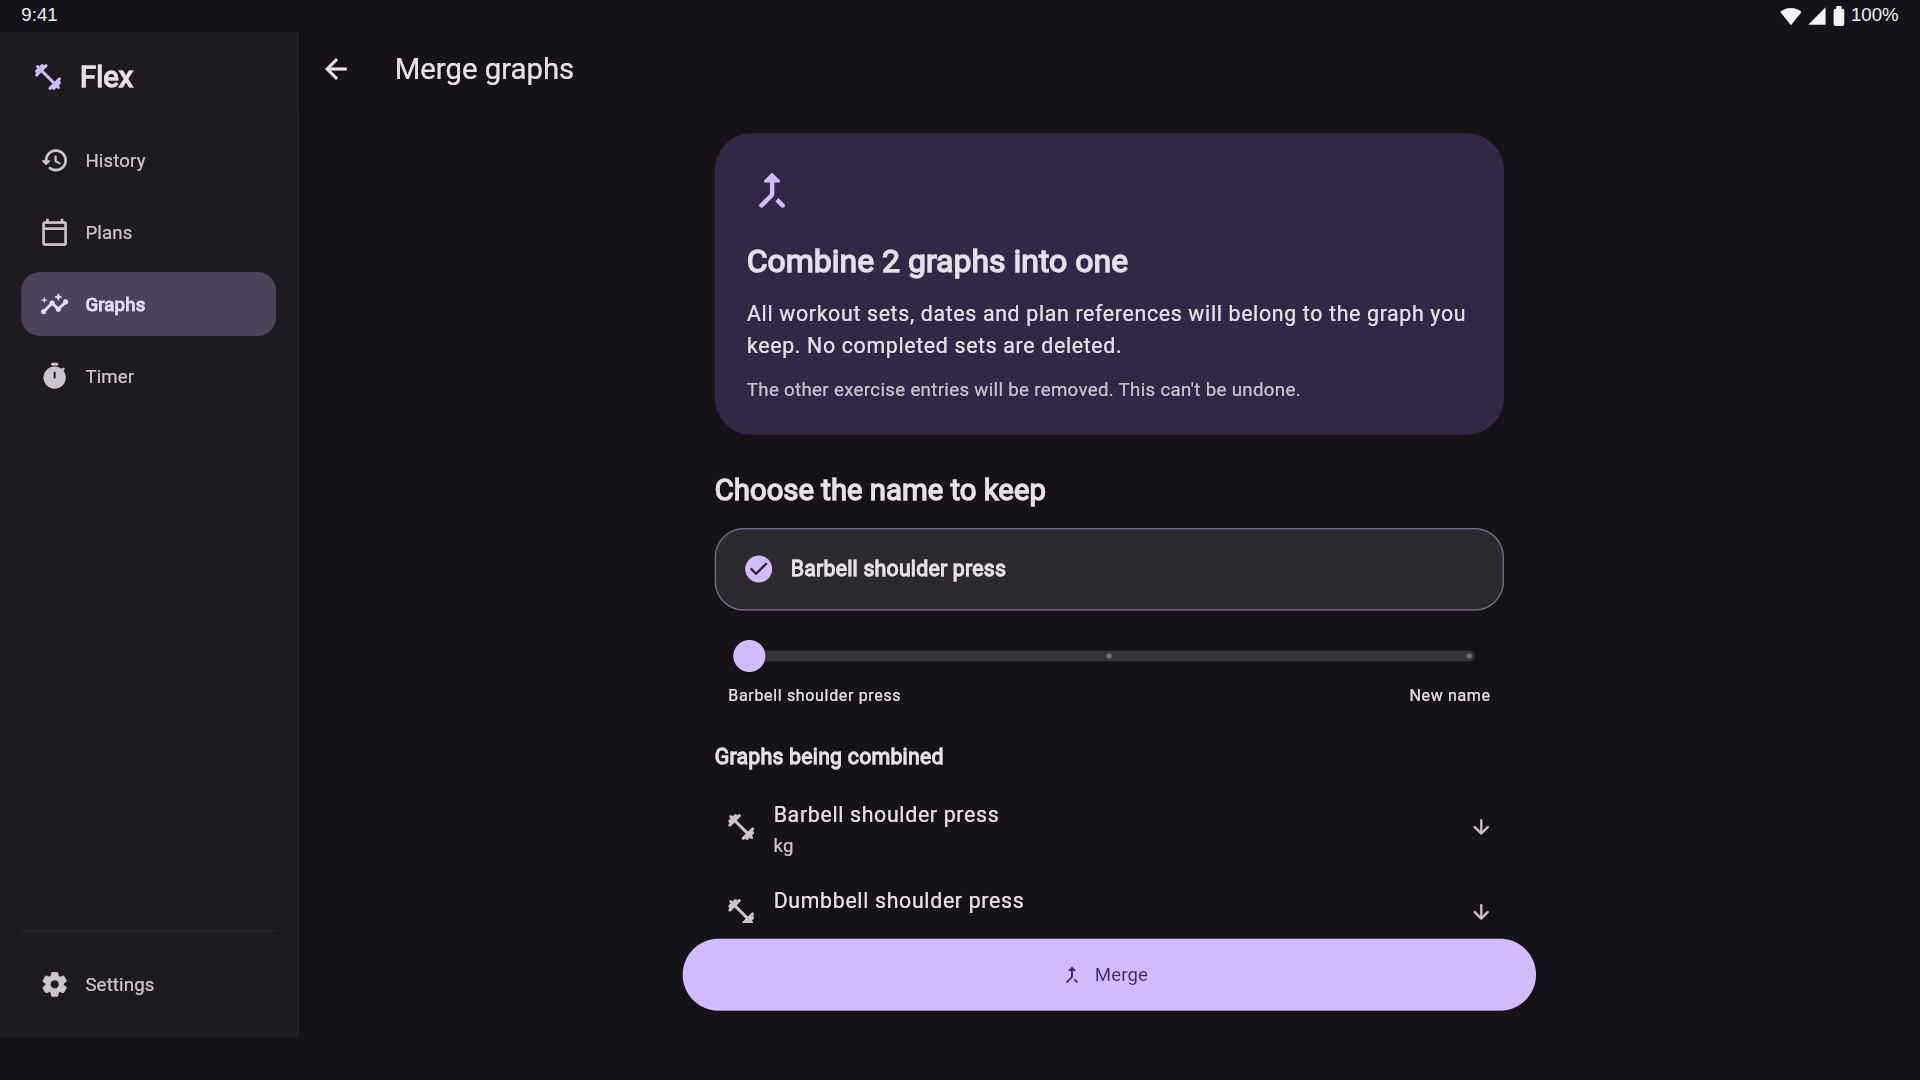 9:41
100%
Flex
Merge graphs
History
Plans
Graphs
Timer
Settings
Combine 2 graphs into one
All workout sets, dates and plan references will belong to the graph you
keep. No completed sets are deleted.
The other exercise entries will be removed. This can't be undone.
Choose the name to keep
Barbell shoulder press
Barbell shoulder press
New name
Graphs being combined
Barbell shoulder press
kg
Dumbbell shoulder press
Merge